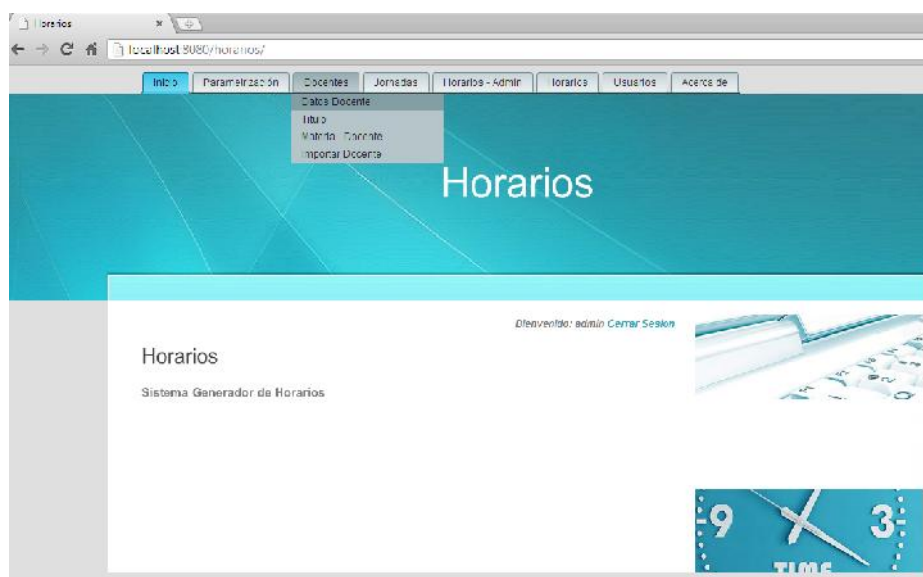 Horarios
localhost:8080/horarios/
Inicio Parametrización Docentes Jornadas Horarios - Admin Horarios Usuarios Acerca de
Datos Docente
Titulo
Materia - Docente
Importar Docente
Horarios
Bienvenido: admin Cerrar Sesion
Horarios
Sistema Generador de Horarios
9 3
TIME